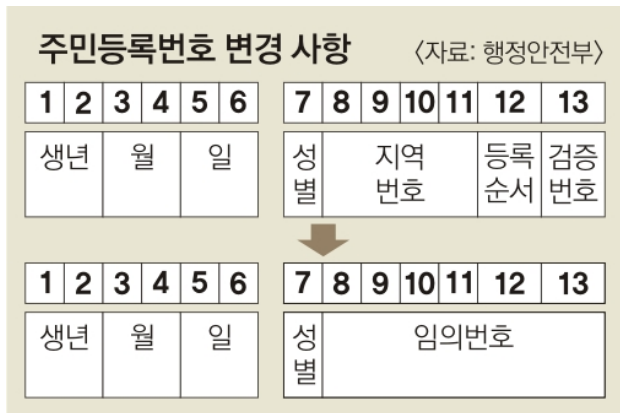 주민등록번호 변경 사항 〈자료: 행정안전부〉
1 2 3 4 5 6 7 8 9 10 11 12 13
생년 월 일 성별 지역번호 등록순서 검증번호
1 2 3 4 5 6 7 8 9 10 11 12 13
생년 월 일 성별 임의번호